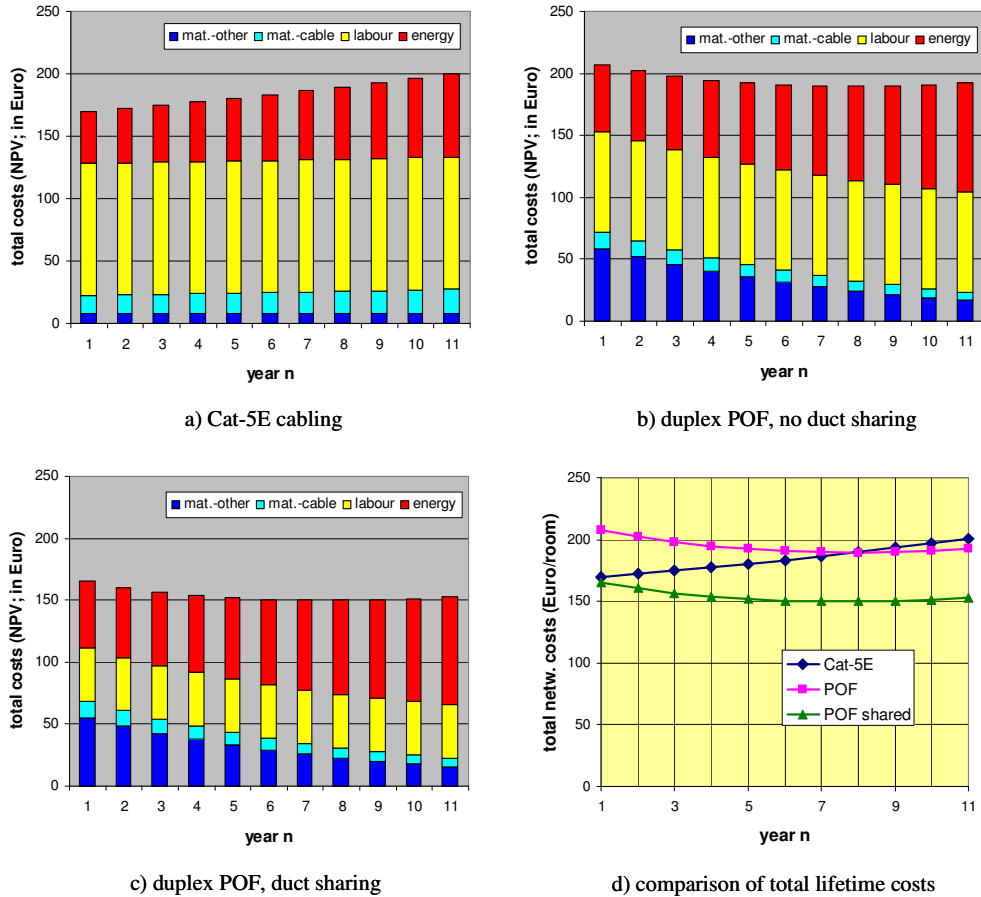 250
200
150
100
50
0
total costs (NPV; in Euro)
mat.-other mat.-cable labour energy
1 2 3 4 5 6 7 8 9 10 11
year n
a) Cat-5E cabling
250
200
150
100
50
0
total costs (NPV; in Euro)
mat.-other mat.-cable labour energy
1 2 3 4 5 6 7 8 9 10 11
year n
b) duplex POF, no duct sharing
250
200
150
100
50
0
total costs (NPV; in Euro)
mat.-other mat.-cable labour energy
1 2 3 4 5 6 7 8 9 10 11
year n
c) duplex POF, duct sharing
250
200
150
100
50
0
total netw. costs (Euro/room)
Cat-5E
POF
POF shared
1 3 5 7 9 11
year n
d) comparison of total lifetime costs